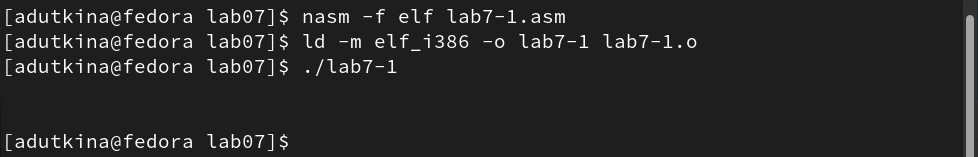 [adutkina@fedora lab07]$ nasm -f elf lab7-1.asm
[adutkina@fedora lab07]$ ld -m elf_i386 -o lab7-1 lab7-1.o
[adutkina@fedora lab07]$ ./lab7-1
[adutkina@fedora lab07]$